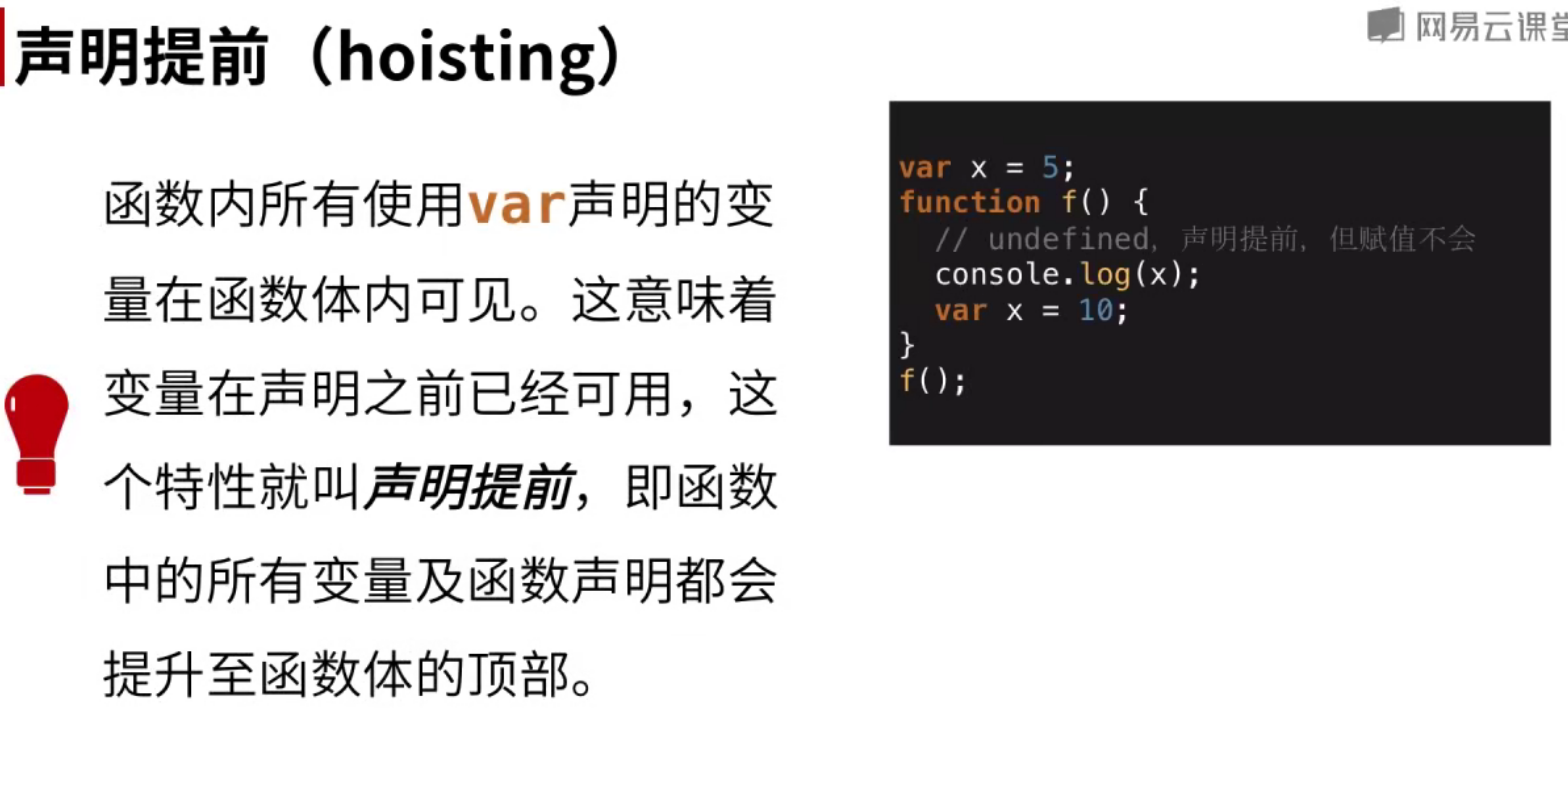 声明提前（hoisting）
网易云课堂
函数内所有使用var声明的变
量在函数体内可见。这意味着
变量在声明之前已经可用，这
个特性就叫声明提前，即函数
中的所有变量及函数声明都会
提升至函数体的顶部。
var x = 5;
function f() {
  // undefined，声明提前，但赋值不会
  console.log(x);
  var x = 10;
}
f();